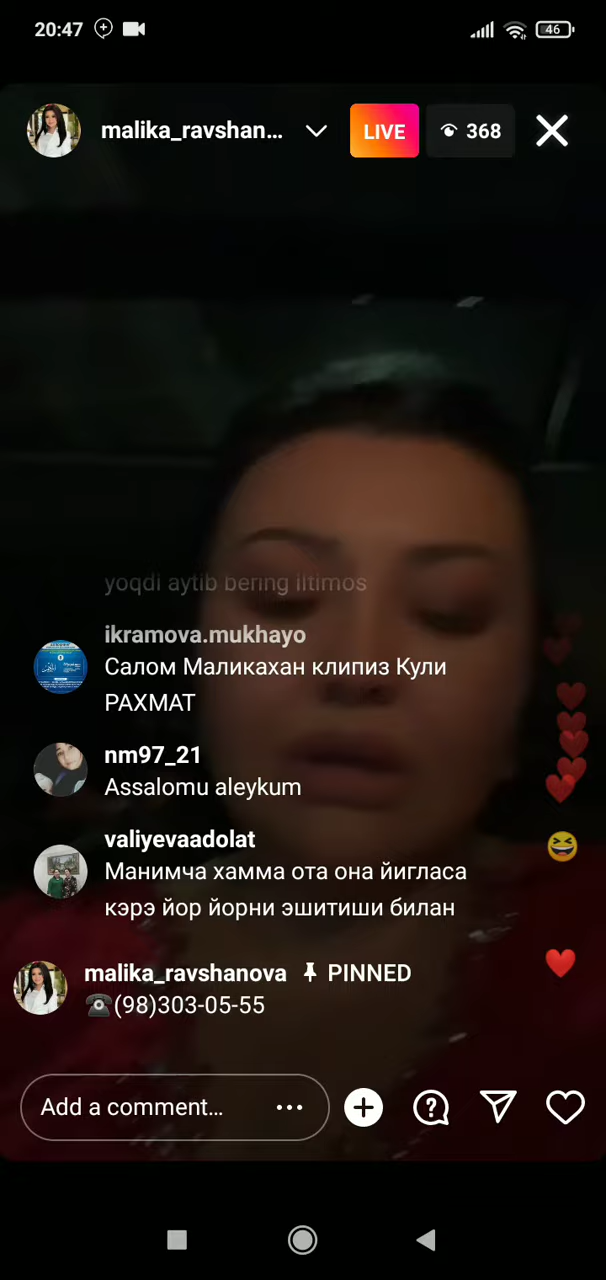 20:47
46
malika_ravshan...
LIVE
368
yoqdi aytib bering iltimos
ikramova.mukhayo
Салом Маликахан клипиз Кули
РАХМАТ
nm97_21
Assalomu aleykum
valiyevaadolat
Манимча хамма ота она йигласа
кэрэ йор йорни эшитиши билан
malika_ravshanova PINNED
☎(98)303-05-55
Add a comment...